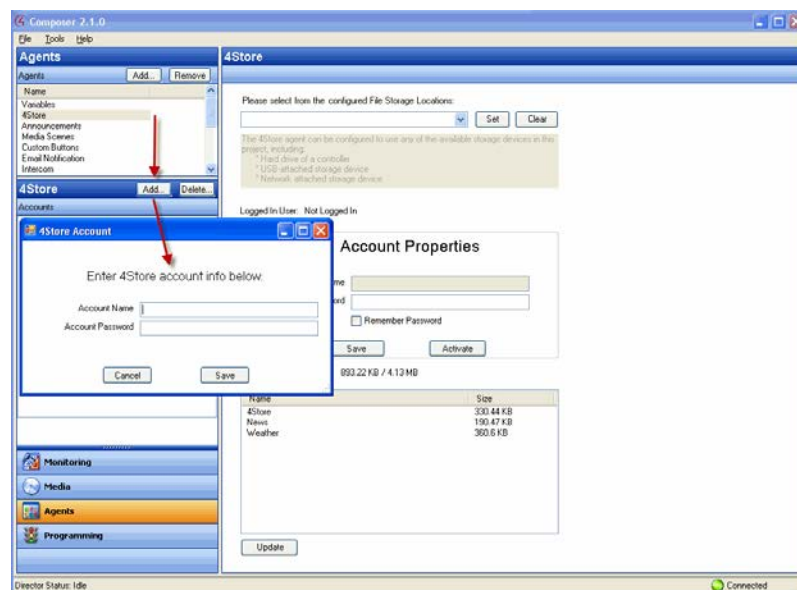 Composer 2.1.0
File Tools Help
Agents
Agents Add... Remove
Name
Variables
4Store
Announcements
Media Scenes
Custom Buttons
Email Notification
Intercom
4Store Add... Delete...
Accounts
4Store
Please select from the configured File Storage Locations:
Set Clear
The 4Store agent can be configured to use any of the available storage devices in this
project, including:
* Hard drive of a controller
* USB-attached storage device
* Network attached storage device
Logged In User: Not Logged In
4Store Account
Enter 4Store account info below.
Account Name
Account Password
Cancel Save
Account Properties
me
ord
Remember Password
Save Activate
893.22 KB / 4.13 MB
Name Size
4Store 330.44 KB
News 190.47 KB
Weather 360.6 KB
Update
Monitoring
Media
Agents
Programming
Director Status: Idle
Connected